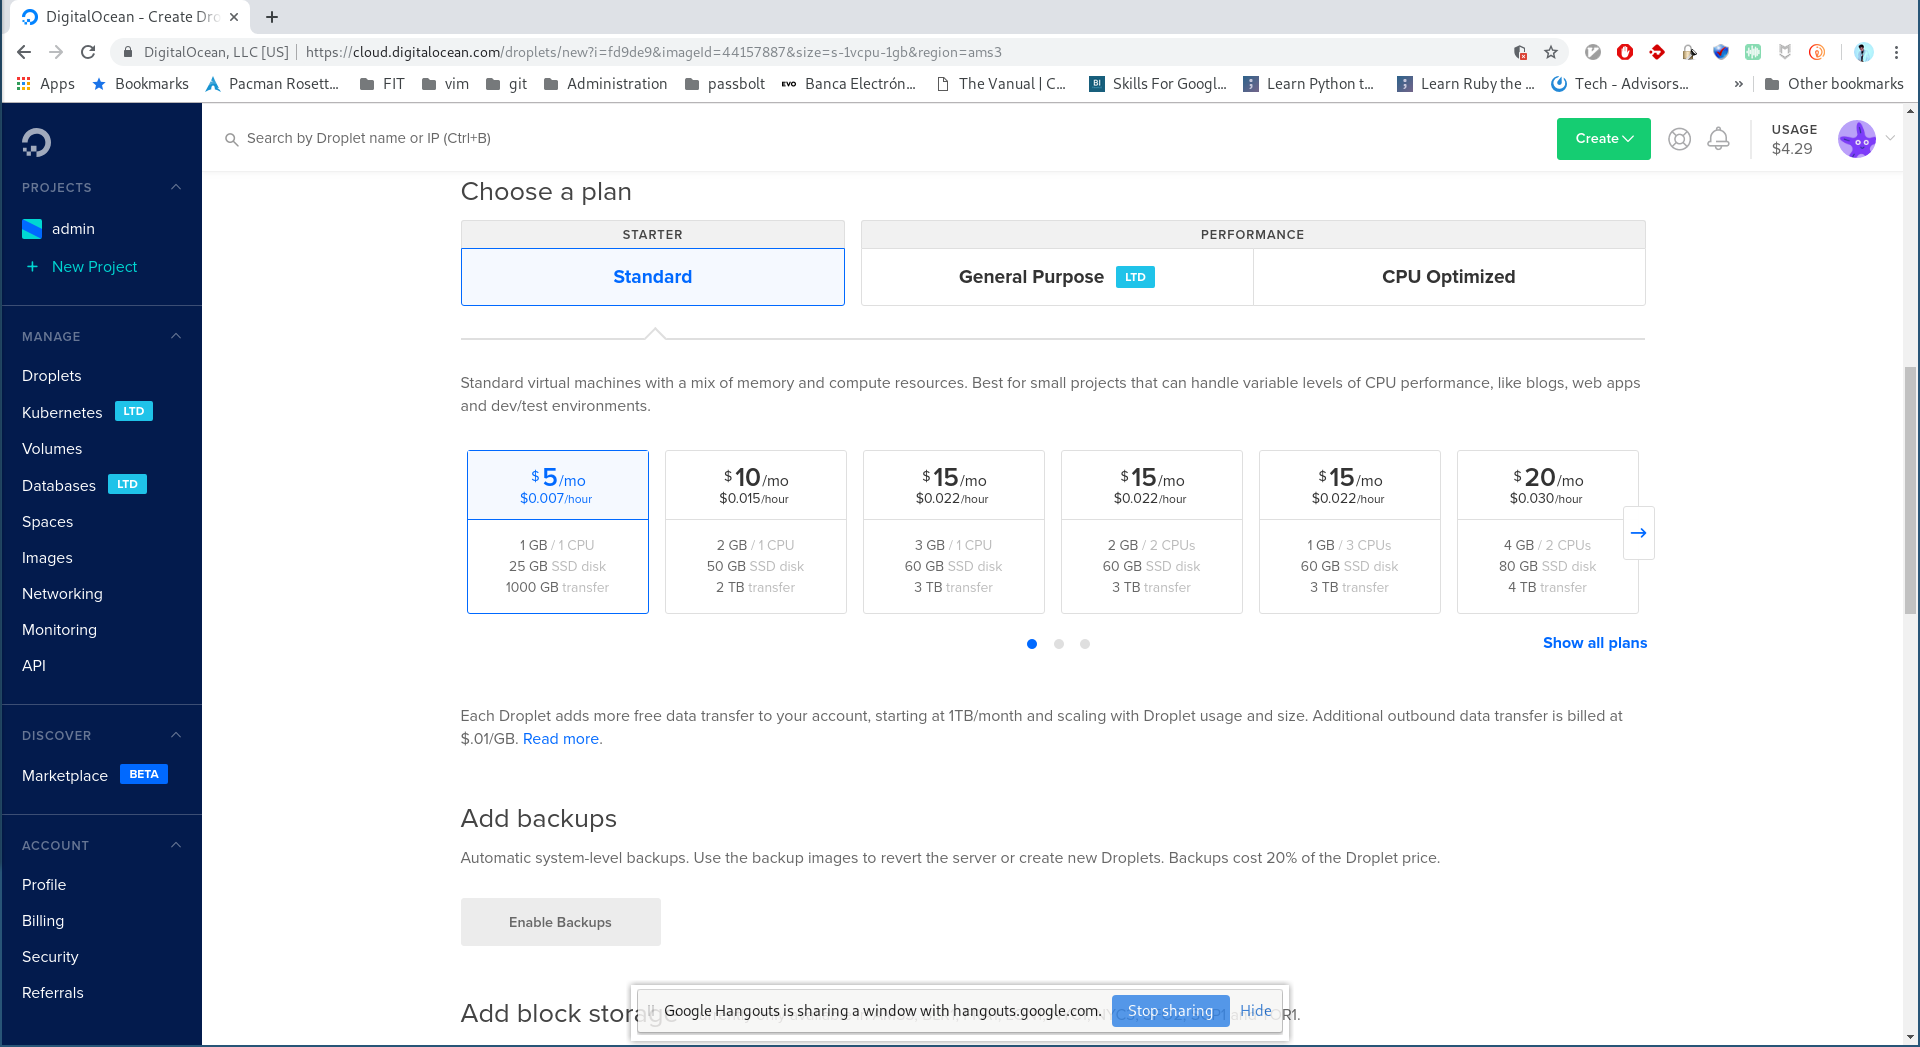 DigitalOcean - Create Dro
DigitalOcean, LLC [US] | https://cloud.digitalocean.com/droplets/new?i=fd9de9&imageId=44157887&size=s-1vcpu-1gb&region=ams3
Apps Bookmarks Pacman Rosett... FIT vim git Administration passbolt EVO Banca Electrón... The Vanual | C... BI Skills For Googl... Learn Python t... Learn Ruby the ... Tech - Advisors... » Other bookmarks
Search by Droplet name or IP (Ctrl+B)
Create
USAGE
$4.29
PROJECTS
admin
+ New Project
MANAGE
Droplets
Kubernetes LTD
Volumes
Databases LTD
Spaces
Images
Networking
Monitoring
API
DISCOVER
Marketplace BETA
ACCOUNT
Profile
Billing
Security
Referrals
Choose a plan
STARTER
PERFORMANCE
Standard
General Purpose LTD
CPU Optimized
Standard virtual machines with a mix of memory and compute resources. Best for small projects that can handle variable levels of CPU performance, like blogs, web apps
and dev/test environments.
$ 5/mo
$0.007/hour
1 GB / 1 CPU
25 GB SSD disk
1000 GB transfer
$ 10/mo
$0.015/hour
2 GB / 1 CPU
50 GB SSD disk
2 TB transfer
$ 15/mo
$0.022/hour
3 GB / 1 CPU
60 GB SSD disk
3 TB transfer
$ 15/mo
$0.022/hour
2 GB / 2 CPUs
60 GB SSD disk
3 TB transfer
$ 15/mo
$0.022/hour
1 GB / 3 CPUs
60 GB SSD disk
3 TB transfer
$ 20/mo
$0.030/hour
4 GB / 2 CPUs
80 GB SSD disk
4 TB transfer
Show all plans
Each Droplet adds more free data transfer to your account, starting at 1TB/month and scaling with Droplet usage and size. Additional outbound data transfer is billed at
$.01/GB. Read more.
Add backups
Automatic system-level backups. Use the backup images to revert the server or create new Droplets. Backups cost 20% of the Droplet price.
Enable Backups
Add block storage
Google Hangouts is sharing a window with hangouts.google.com. Stop sharing Hide